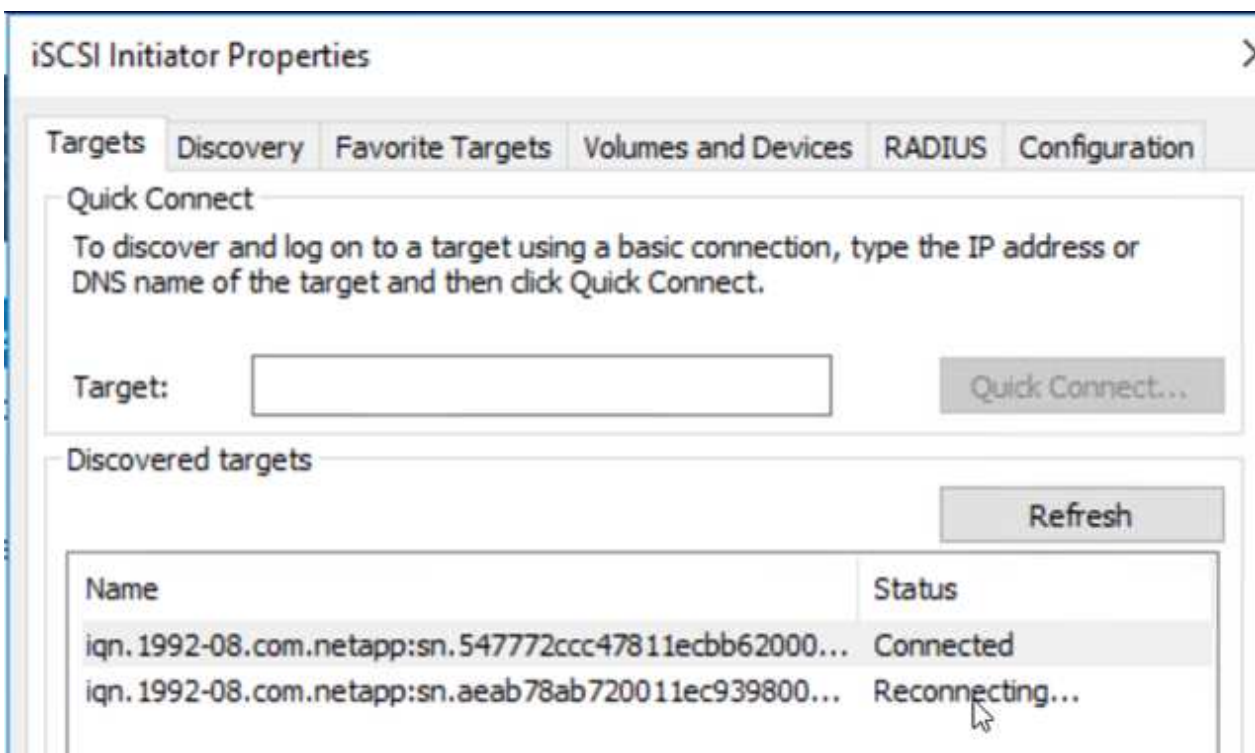 iSCSI Initiator Properties
Targets Discovery Favorite Targets Volumes and Devices RADIUS Configuration
Quick Connect
To discover and log on to a target using a basic connection, type the IP address or
DNS name of the target and then click Quick Connect.
Target: Quick Connect...
Discovered targets
Refresh
Name Status
iqn.1992-08.com.netapp:sn.547772ccc47811ecbb62000... Connected
iqn.1992-08.com.netapp:sn.aeab78ab720011ec939800... Reconnecting...